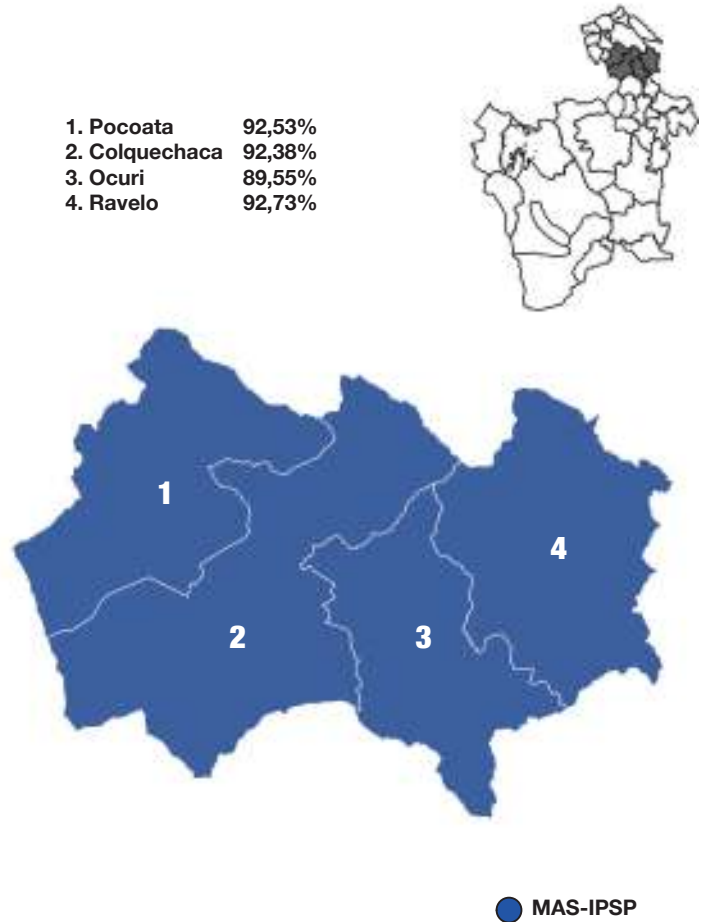 1. Pocoata 92,53%
2. Colquechaca 92,38%
3. Ocuri 89,55%
4. Ravelo 92,73%
1
4
2
3
MAS-IPSP